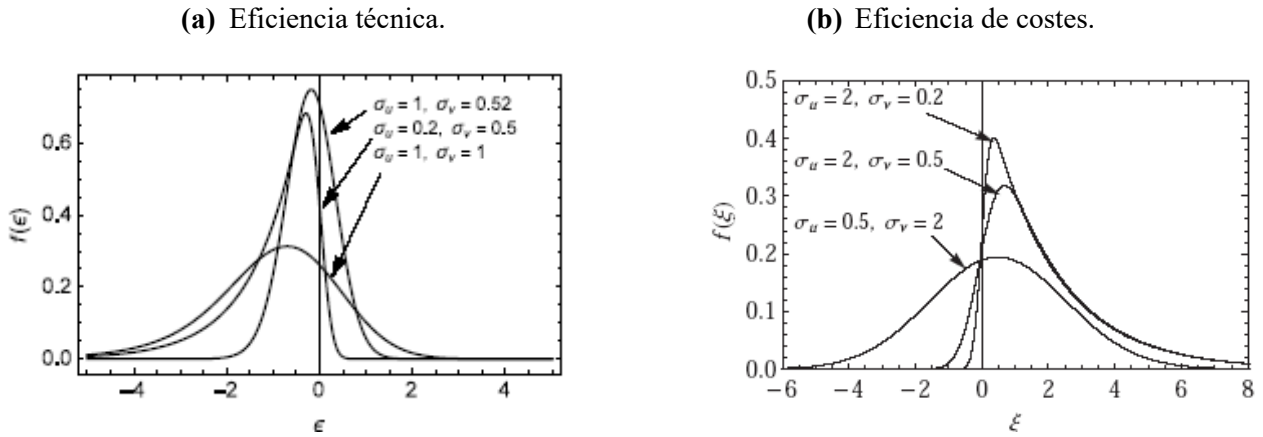 (a) Eficiencia técnica.
0.6
0.4
0.2
0.0
−4
−2
0
2
4
f(ϵ)
ϵ
σu = 1, σv = 0.52
σu = 0.2, σv = 0.5
σu = 1, σv = 1
(b) Eficiencia de costes.
0.5
0.4
0.3
0.2
0.1
0.0
−6
−4
−2
0
2
4
6
8
f(ξ)
ξ
σu = 2, σv = 0.2
σu = 2, σv = 0.5
σu = 0.5, σv = 2